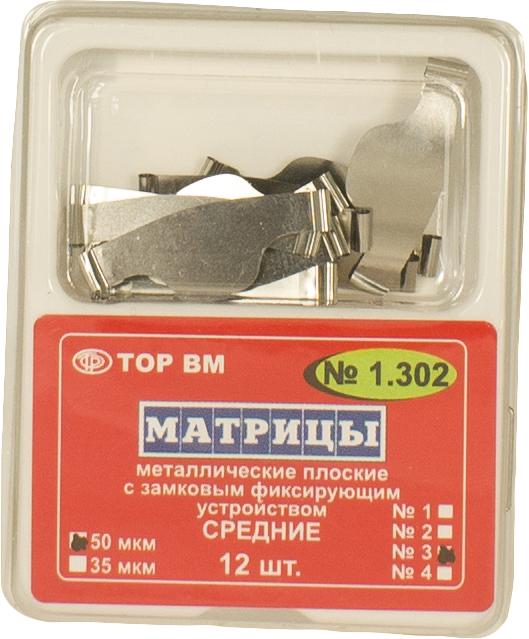 ТОР ВМ
№ 1.302
МАТРИЦЫ
металлические плоские
с замковым фиксирующим
устройством
СРЕДНИЕ
12 шт.
50 мкм
35 мкм
№ 1
№ 2
№ 3
№ 4